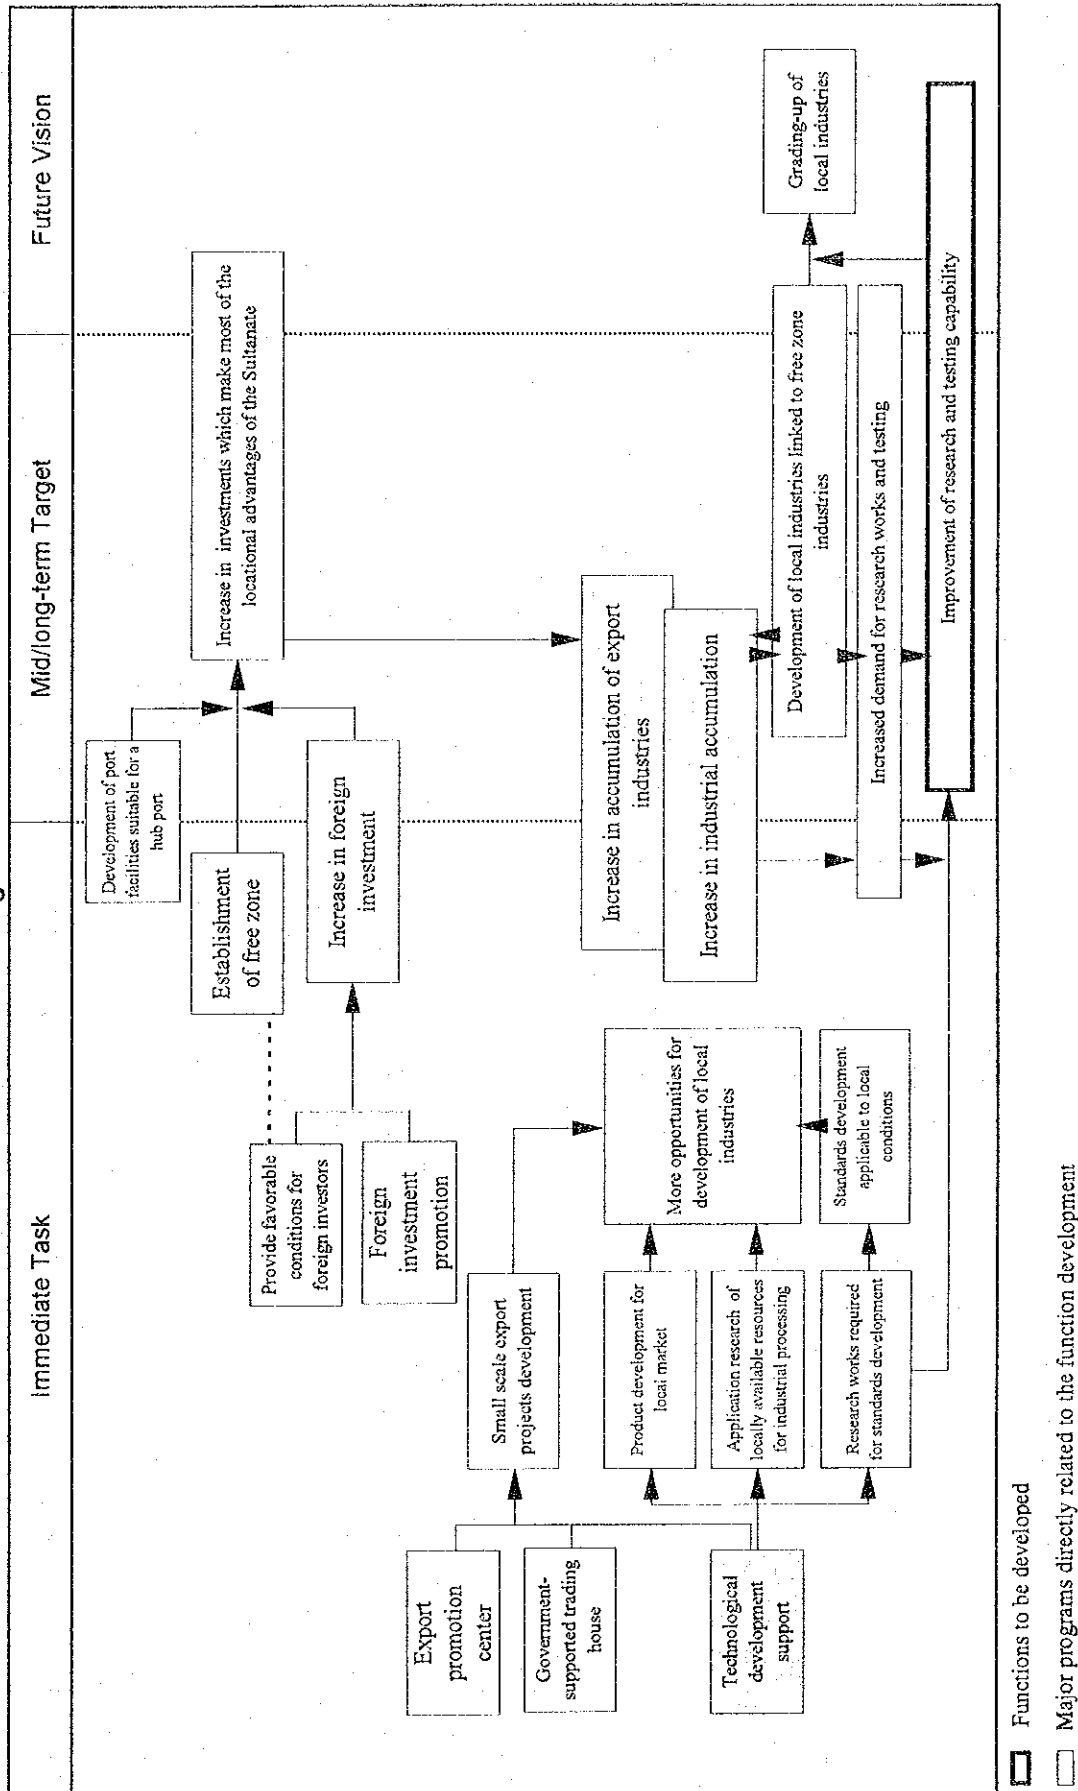 Immediate Task
Mid/long-term Target
Future Vision
Development of port
facilities suitable for a
hub port
Establishment
of free zone
Increase in investments which make most of the
locational advantages of the Sultanate
Provide favorable
conditions for
foreign investors
Increase in foreign
investment
Foreign
investment
promotion
Export
promotion
center
Small scale export
projects development
Government-
supported trading
house
Increase in accumulation of export
industries
Product development for
local market
More opportunities for
development of local
industries
Increase in industrial accumulation
Technological
development
support
Application research of
locally available resources
for industrial processing
Development of local industries linked to free zone
industries
Grading-up of
local industries
Research works required
for standards development
Standards development
applicable to local
conditions
Increased demand for research works and testing
Improvement of research and testing capability
Functions to be developed
Major programs directly related to the function development